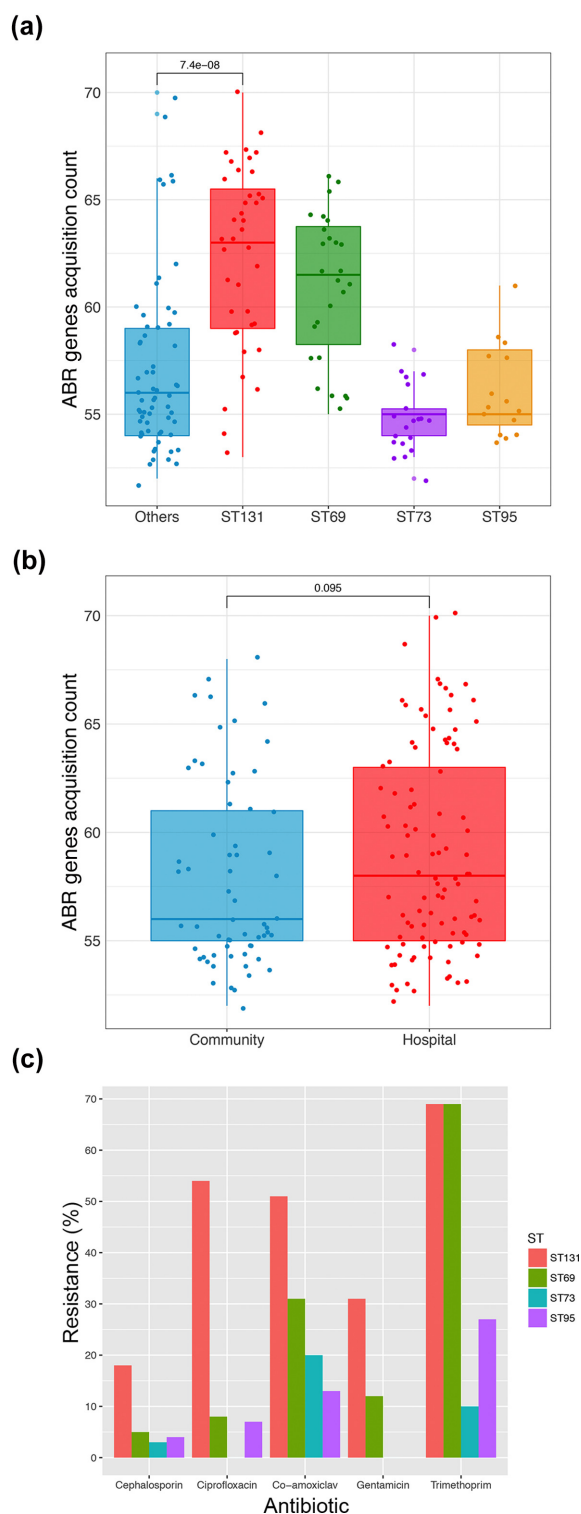 (a)
7.4e−08
70
65
60
55
ABR genes acquisition count
Others ST131 ST69 ST73 ST95
(b)
0.095
70
65
60
55
ABR genes acquisition count
Community Hospital
(c)
70
60
50
40
30
20
10
0
Resistance (%)
Cephalosporin Ciprofloxacin Co−amoxiclav Gentamicin Trimethoprim
Antibiotic
ST
ST131
ST69
ST73
ST95